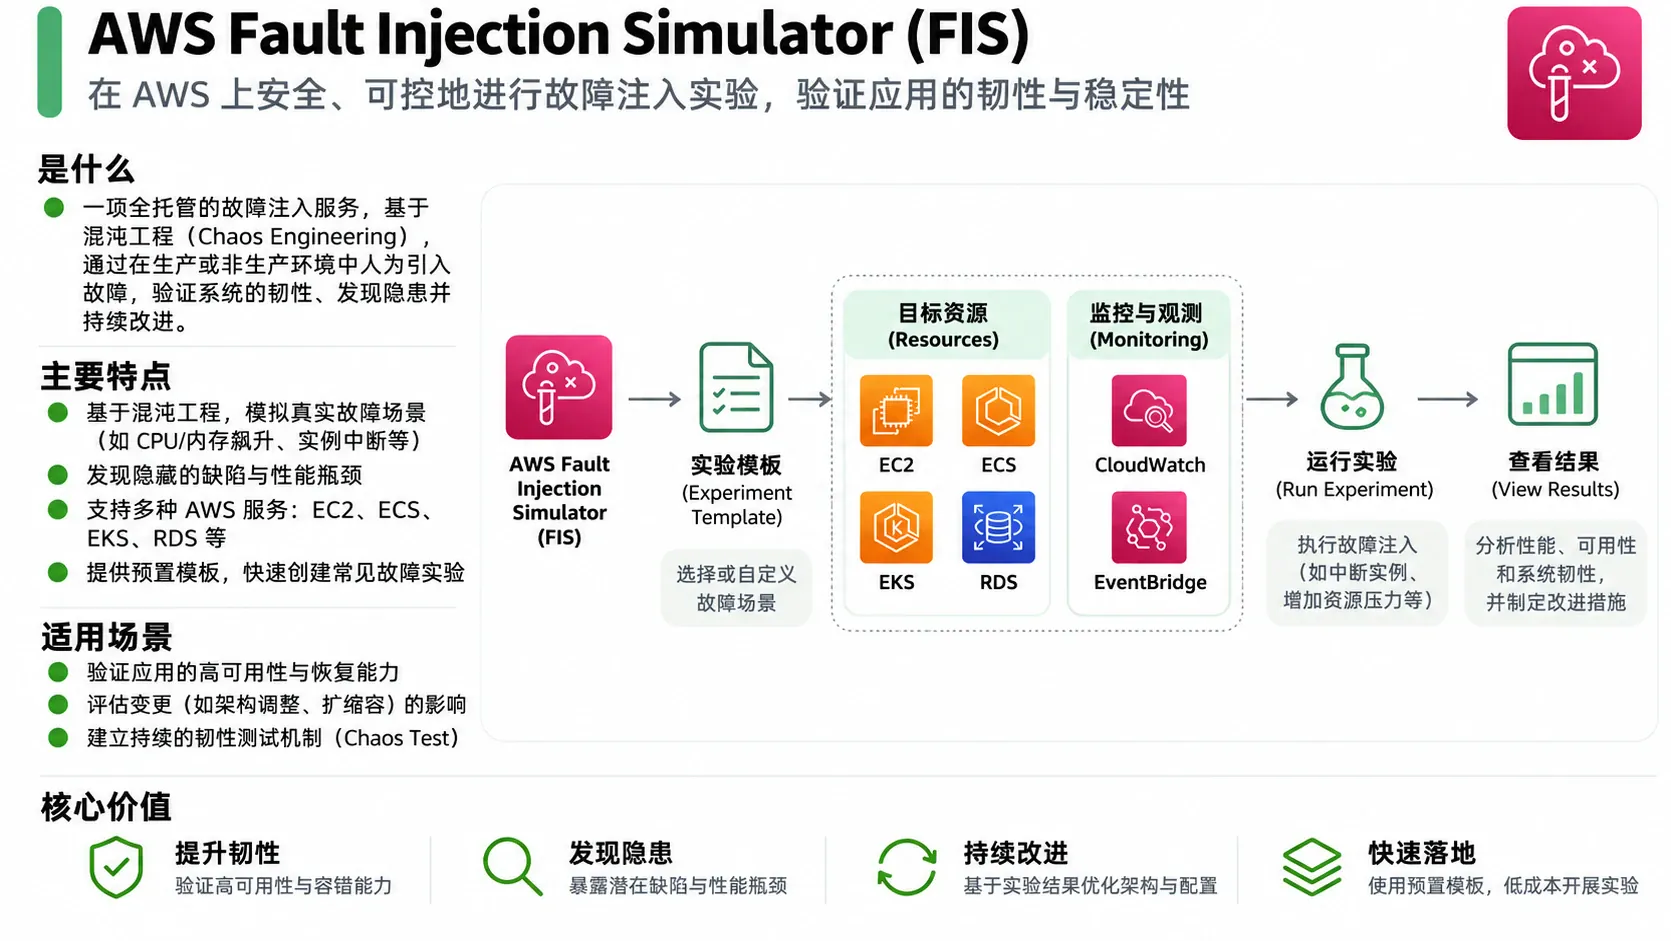 AWS Fault Injection Simulator (FIS)
在 AWS 上安全、可控地进行故障注入实验，验证应用的韧性与稳定性
是什么
一项全托管的故障注入服务，基于
混沌工程（Chaos Engineering），
通过在生产或非生产环境中人为引入
故障，验证系统的韧性、发现隐患并
持续改进。
主要特点
基于混沌工程，模拟真实故障场景
（如 CPU/内存飙升、实例中断等）
发现隐藏的缺陷与性能瓶颈
支持多种 AWS 服务：EC2、ECS、
EKS、RDS 等
提供预置模板，快速创建常见故障实验
适用场景
验证应用的高可用性与恢复能力
评估变更（如架构调整、扩缩容）的影响
建立持续的韧性测试机制（Chaos Test）
AWS Fault
Injection
Simulator
(FIS)
实验模板
(Experiment
Template)
选择或自定义
故障场景
目标资源
(Resources)
EC2
ECS
EKS
RDS
监控与观测
(Monitoring)
CloudWatch
EventBridge
运行实验
(Run Experiment)
执行故障注入
（如中断实例、
增加资源压力等）
查看结果
(View Results)
分析性能、可用性
和系统韧性，
并制定改进措施
核心价值
提升韧性
验证高可用性与容错能力
发现隐患
暴露潜在缺陷与性能瓶颈
持续改进
基于实验结果优化架构与配置
快速落地
使用预置模板，低成本开展实验